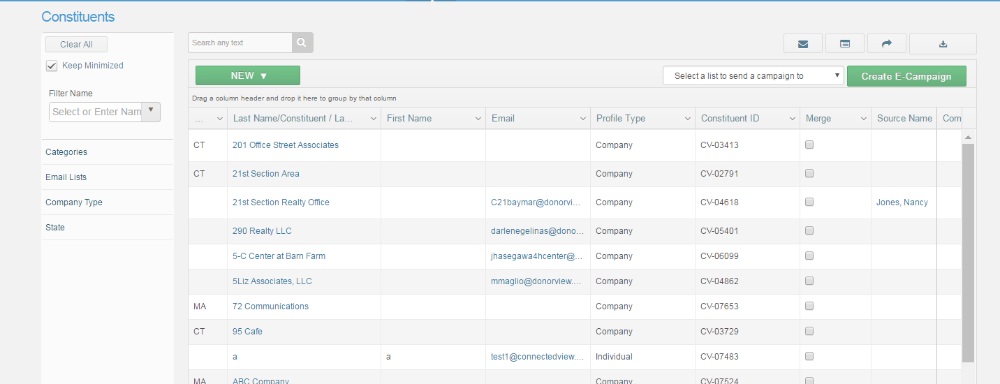 Constituents
Clear All
Keep Minimized
Filter Name
Select or Enter Nam
Categories
Email Lists
Company Type
State
Search any text
NEW ▼
Select a list to send a campaign to
Create E-Campaign
Drag a column header and drop it here to group by that column
... Last Name/Constituent / La... First Name Email Profile Type Constituent ID Merge Source Name Com
CT 201 Office Street Associates Company CV-03413
CT 21st Section Area Company CV-02791
21st Section Realty Office C21baymar@donorvi... Company CV-04618 Jones, Nancy
290 Realty LLC darlenegelinas@dono... Company CV-05401
5-C Center at Barn Farm jhasegawa4hcenter@... Company CV-06099
5Liz Associates, LLC mmaglio@donorview.... Company CV-04862
MA 72 Communications Company CV-07653
CT 95 Cafe Company CV-03729
a a test1@connectedview.... Individual CV-07483
MA ABC Company Company CV-07524